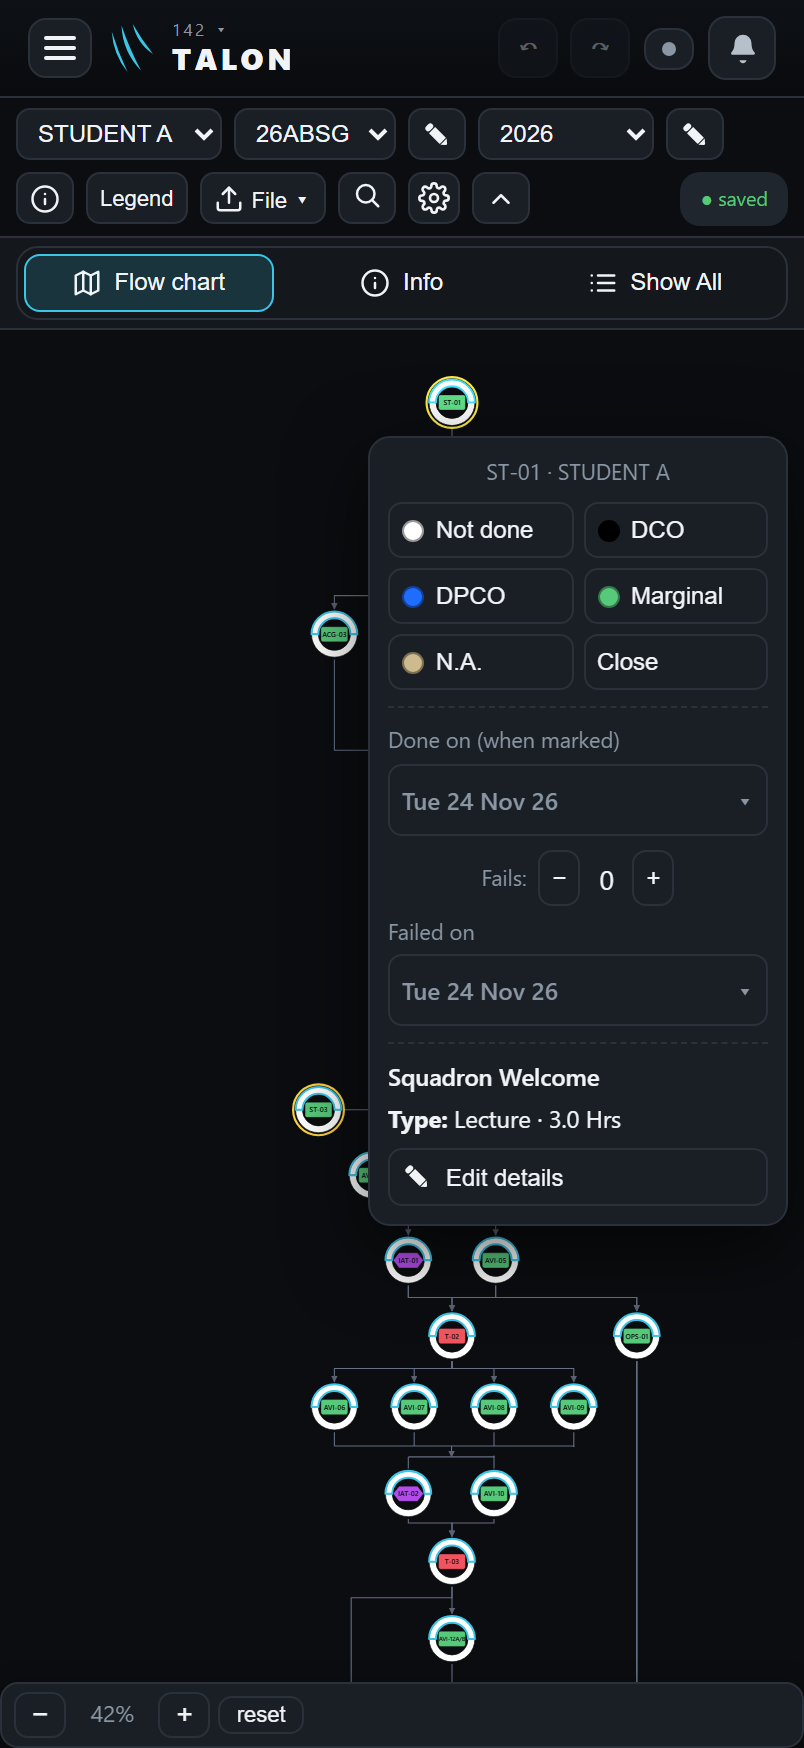 142
TALON
STUDENT A
26ABSG
2026
Legend
File
saved
Flow chart
Info
Show All
ST-01
ST-01 · STUDENT A
Not done
DCO
DPCO
Marginal
ACG-03
N.A.
Close
Done on (when marked)
Tue 24 Nov 26
Fails:
−
0
+
Failed on
Tue 24 Nov 26
Squadron Welcome
ST-03
Type: Lecture · 3.0 Hrs
Edit details
IAT-01
AVI-05
T-02
OPS-01
AVI-06
AVI-07
AVI-08
AVI-09
IAT-02
AVI-10
T-03
−
42%
+
reset